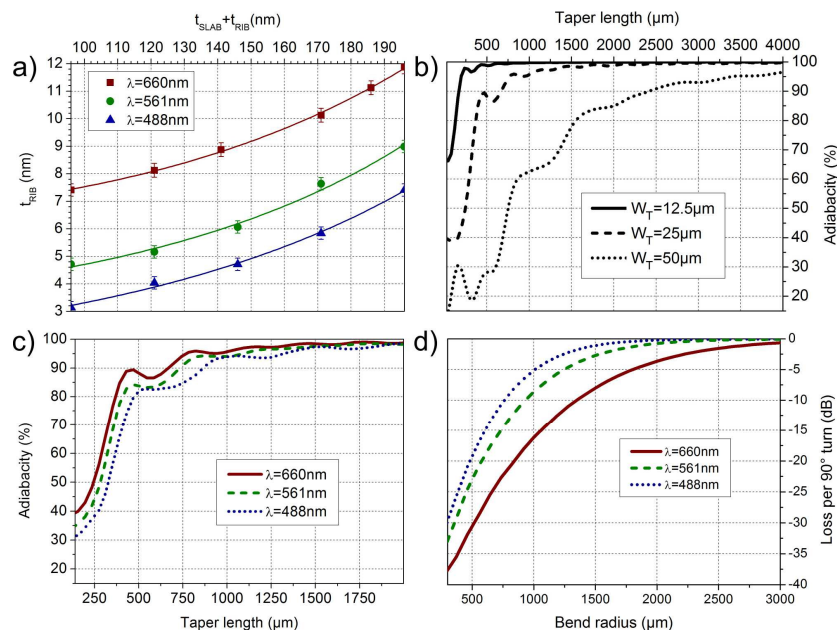 t_SLAB+t_RIB(nm)
100 110 120 130 140 150 160 170 180 190
a)
12
11
10
9
8
7
6
5
4
3
t_RIB (nm)
λ=660nm
λ=561nm
λ=488nm
Taper length (µm)
500 1000 1500 2000 2500 3000 3500 4000
b)
100
90
80
70
60
50
40
30
20
Adiabacity (%)
W_T=12.5µm
W_T=25µm
W_T=50µm
c)
100
90
80
70
60
50
40
30
20
Adiabacity (%)
λ=660nm
λ=561nm
λ=488nm
250 500 750 1000 1250 1500 1750
Taper length (µm)
d)
0
-5
-10
-15
-20
-25
-30
-35
-40
Loss per 90° turn (dB)
λ=660nm
λ=561nm
λ=488nm
500 1000 1500 2000 2500 3000
Bend radius (µm)